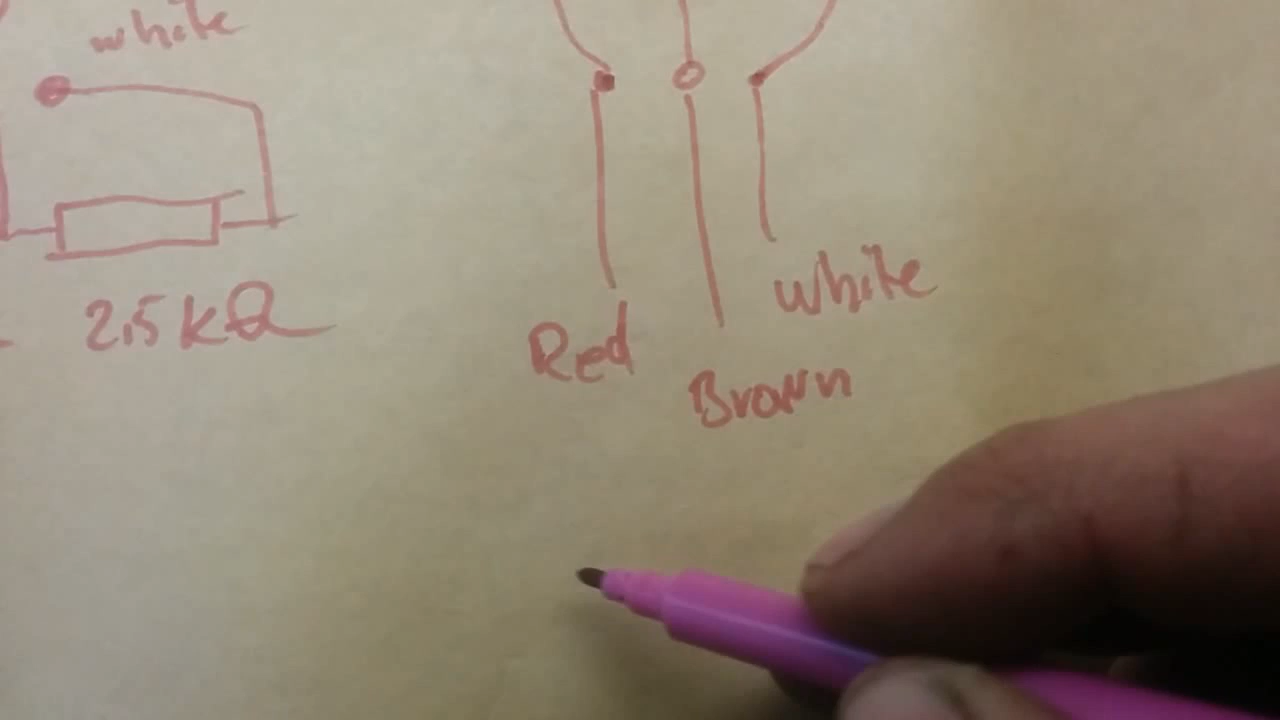 white
2.5 kΩ
Red
white
Brown